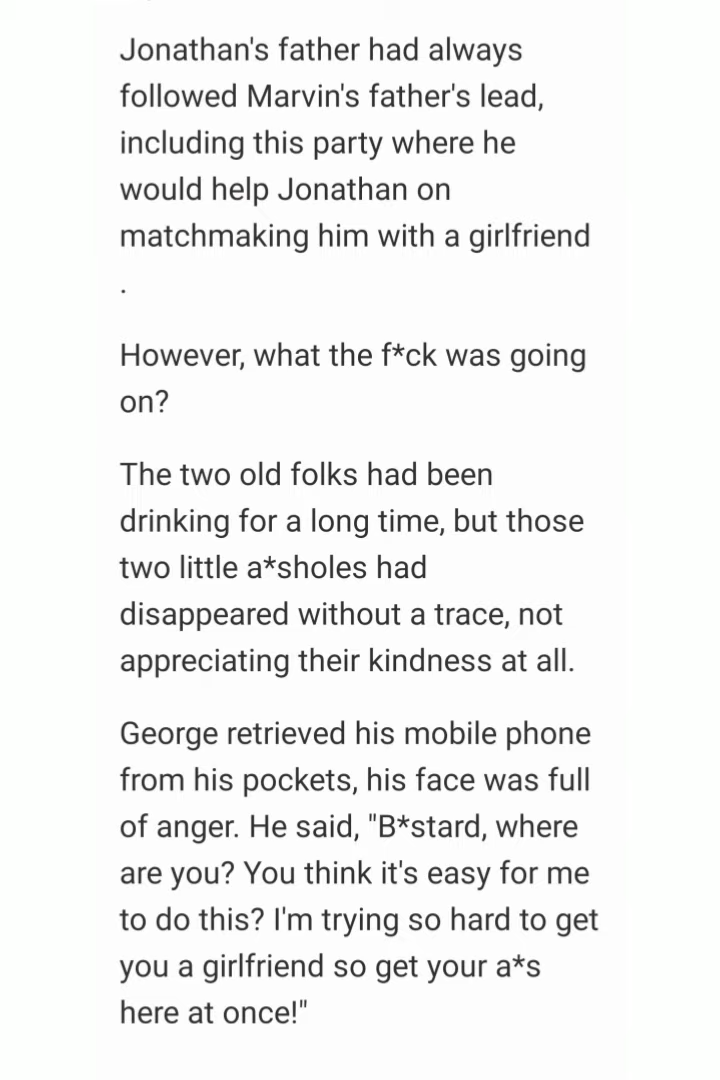 Jonathan's father had always
followed Marvin's father's lead,
including this party where he
would help Jonathan on
matchmaking him with a girlfriend
.
However, what the f*ck was going
on?
The two old folks had been
drinking for a long time, but those
two little a*sholes had
disappeared without a trace, not
appreciating their kindness at all.
George retrieved his mobile phone
from his pockets, his face was full
of anger. He said, "B*stard, where
are you? You think it's easy for me
to do this? I'm trying so hard to get
you a girlfriend so get your a*s
here at once!"